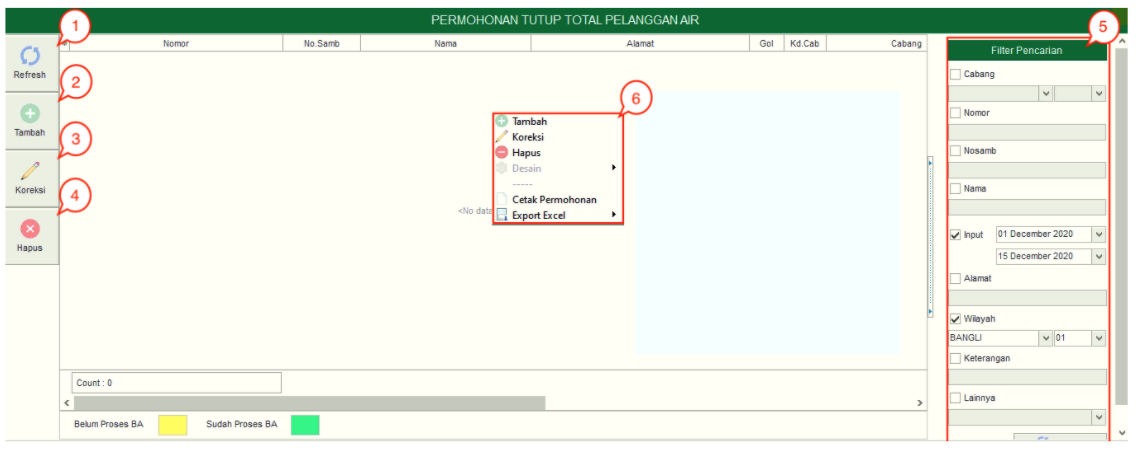 PERMOHONAN TUTUP TOTAL PELANGGAN AIR
1
5
Nomor No.Samb Nama Alamat Gol Kd.Cab Cabang
Refresh
2
Tambah
3
Koreksi
4
Hapus
6
Tambah
Koreksi
Hapus
Desain
-----
Cetak Permohonan
Export Excel
<No data
Filter Pencarian
Cabang
Nomor
Nosamb
Nama
Input 01 December 2020
15 December 2020
Alamat
Wilayah
BANGLI 01
Keterangan
Lainnya
Count : 0
Belum Proses BA Sudah Proses BA